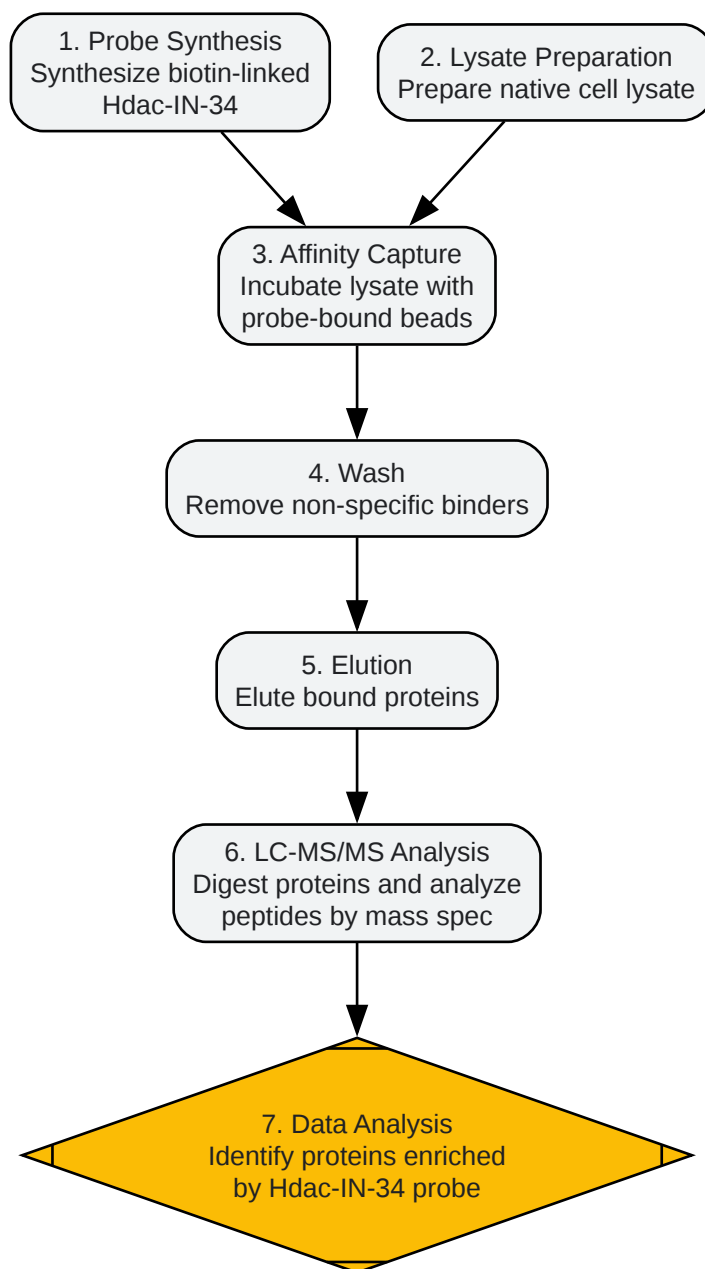 1. Probe Synthesis
Synthesize biotin-linked
Hdac-IN-34
2. Lysate Preparation
Prepare native cell lysate
3. Affinity Capture
Incubate lysate with
probe-bound beads
4. Wash
Remove non-specific binders
5. Elution
Elute bound proteins
6. LC-MS/MS Analysis
Digest proteins and analyze
peptides by mass spec
7. Data Analysis
Identify proteins enriched
by Hdac-IN-34 probe